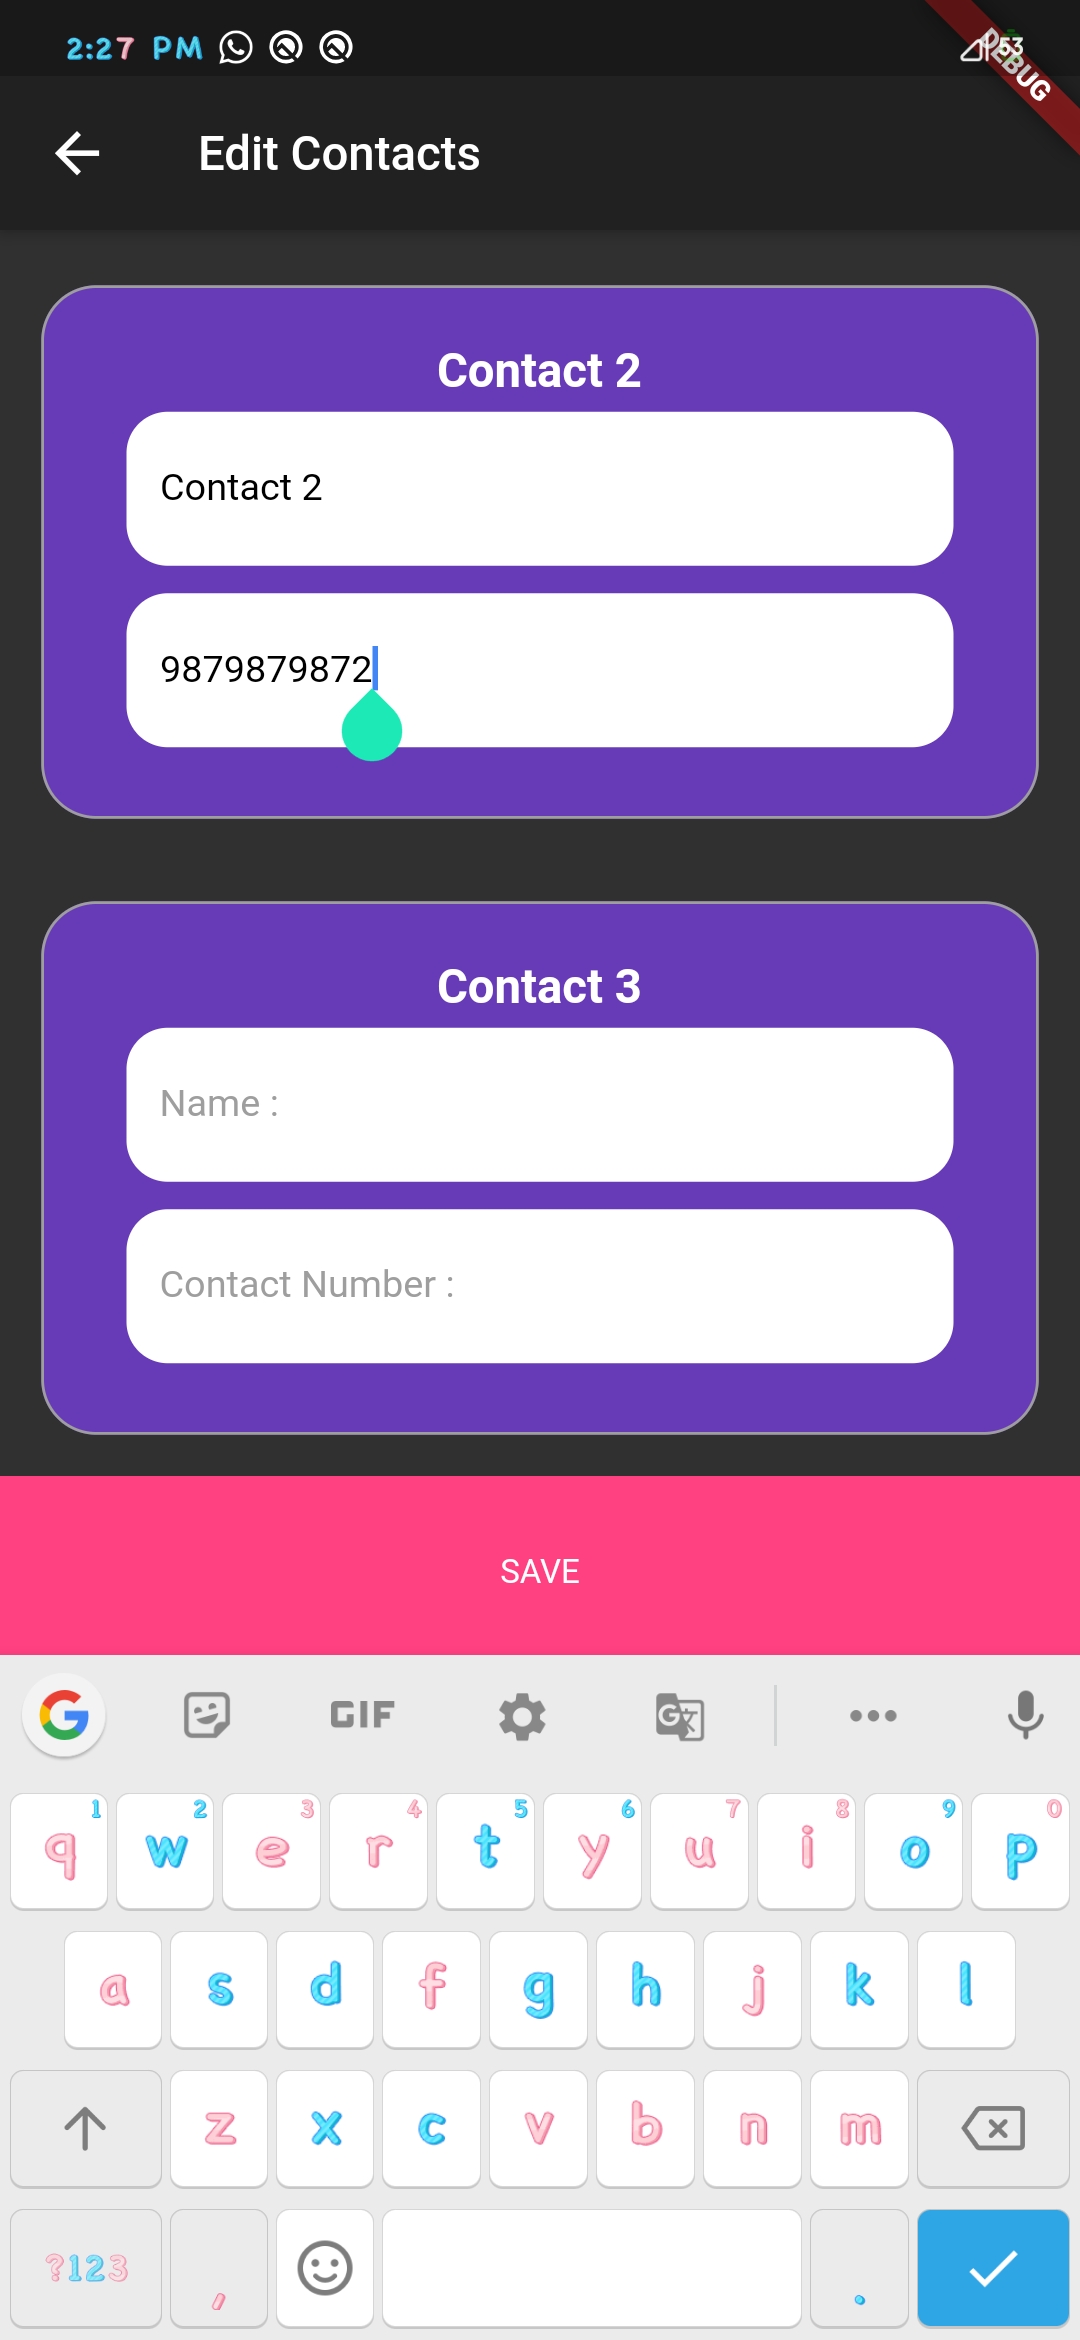 2:27 PM
53
DEBUG
Edit Contacts
Contact 2
Contact 2
9879879872
Contact 3
Name :
Contact Number :
SAVE
G GIF G
1 2 3 4 5 6 7 8 9 0
q w e r t y u i o p
a s d f g h j k l
z x c v b n m
?123 , .